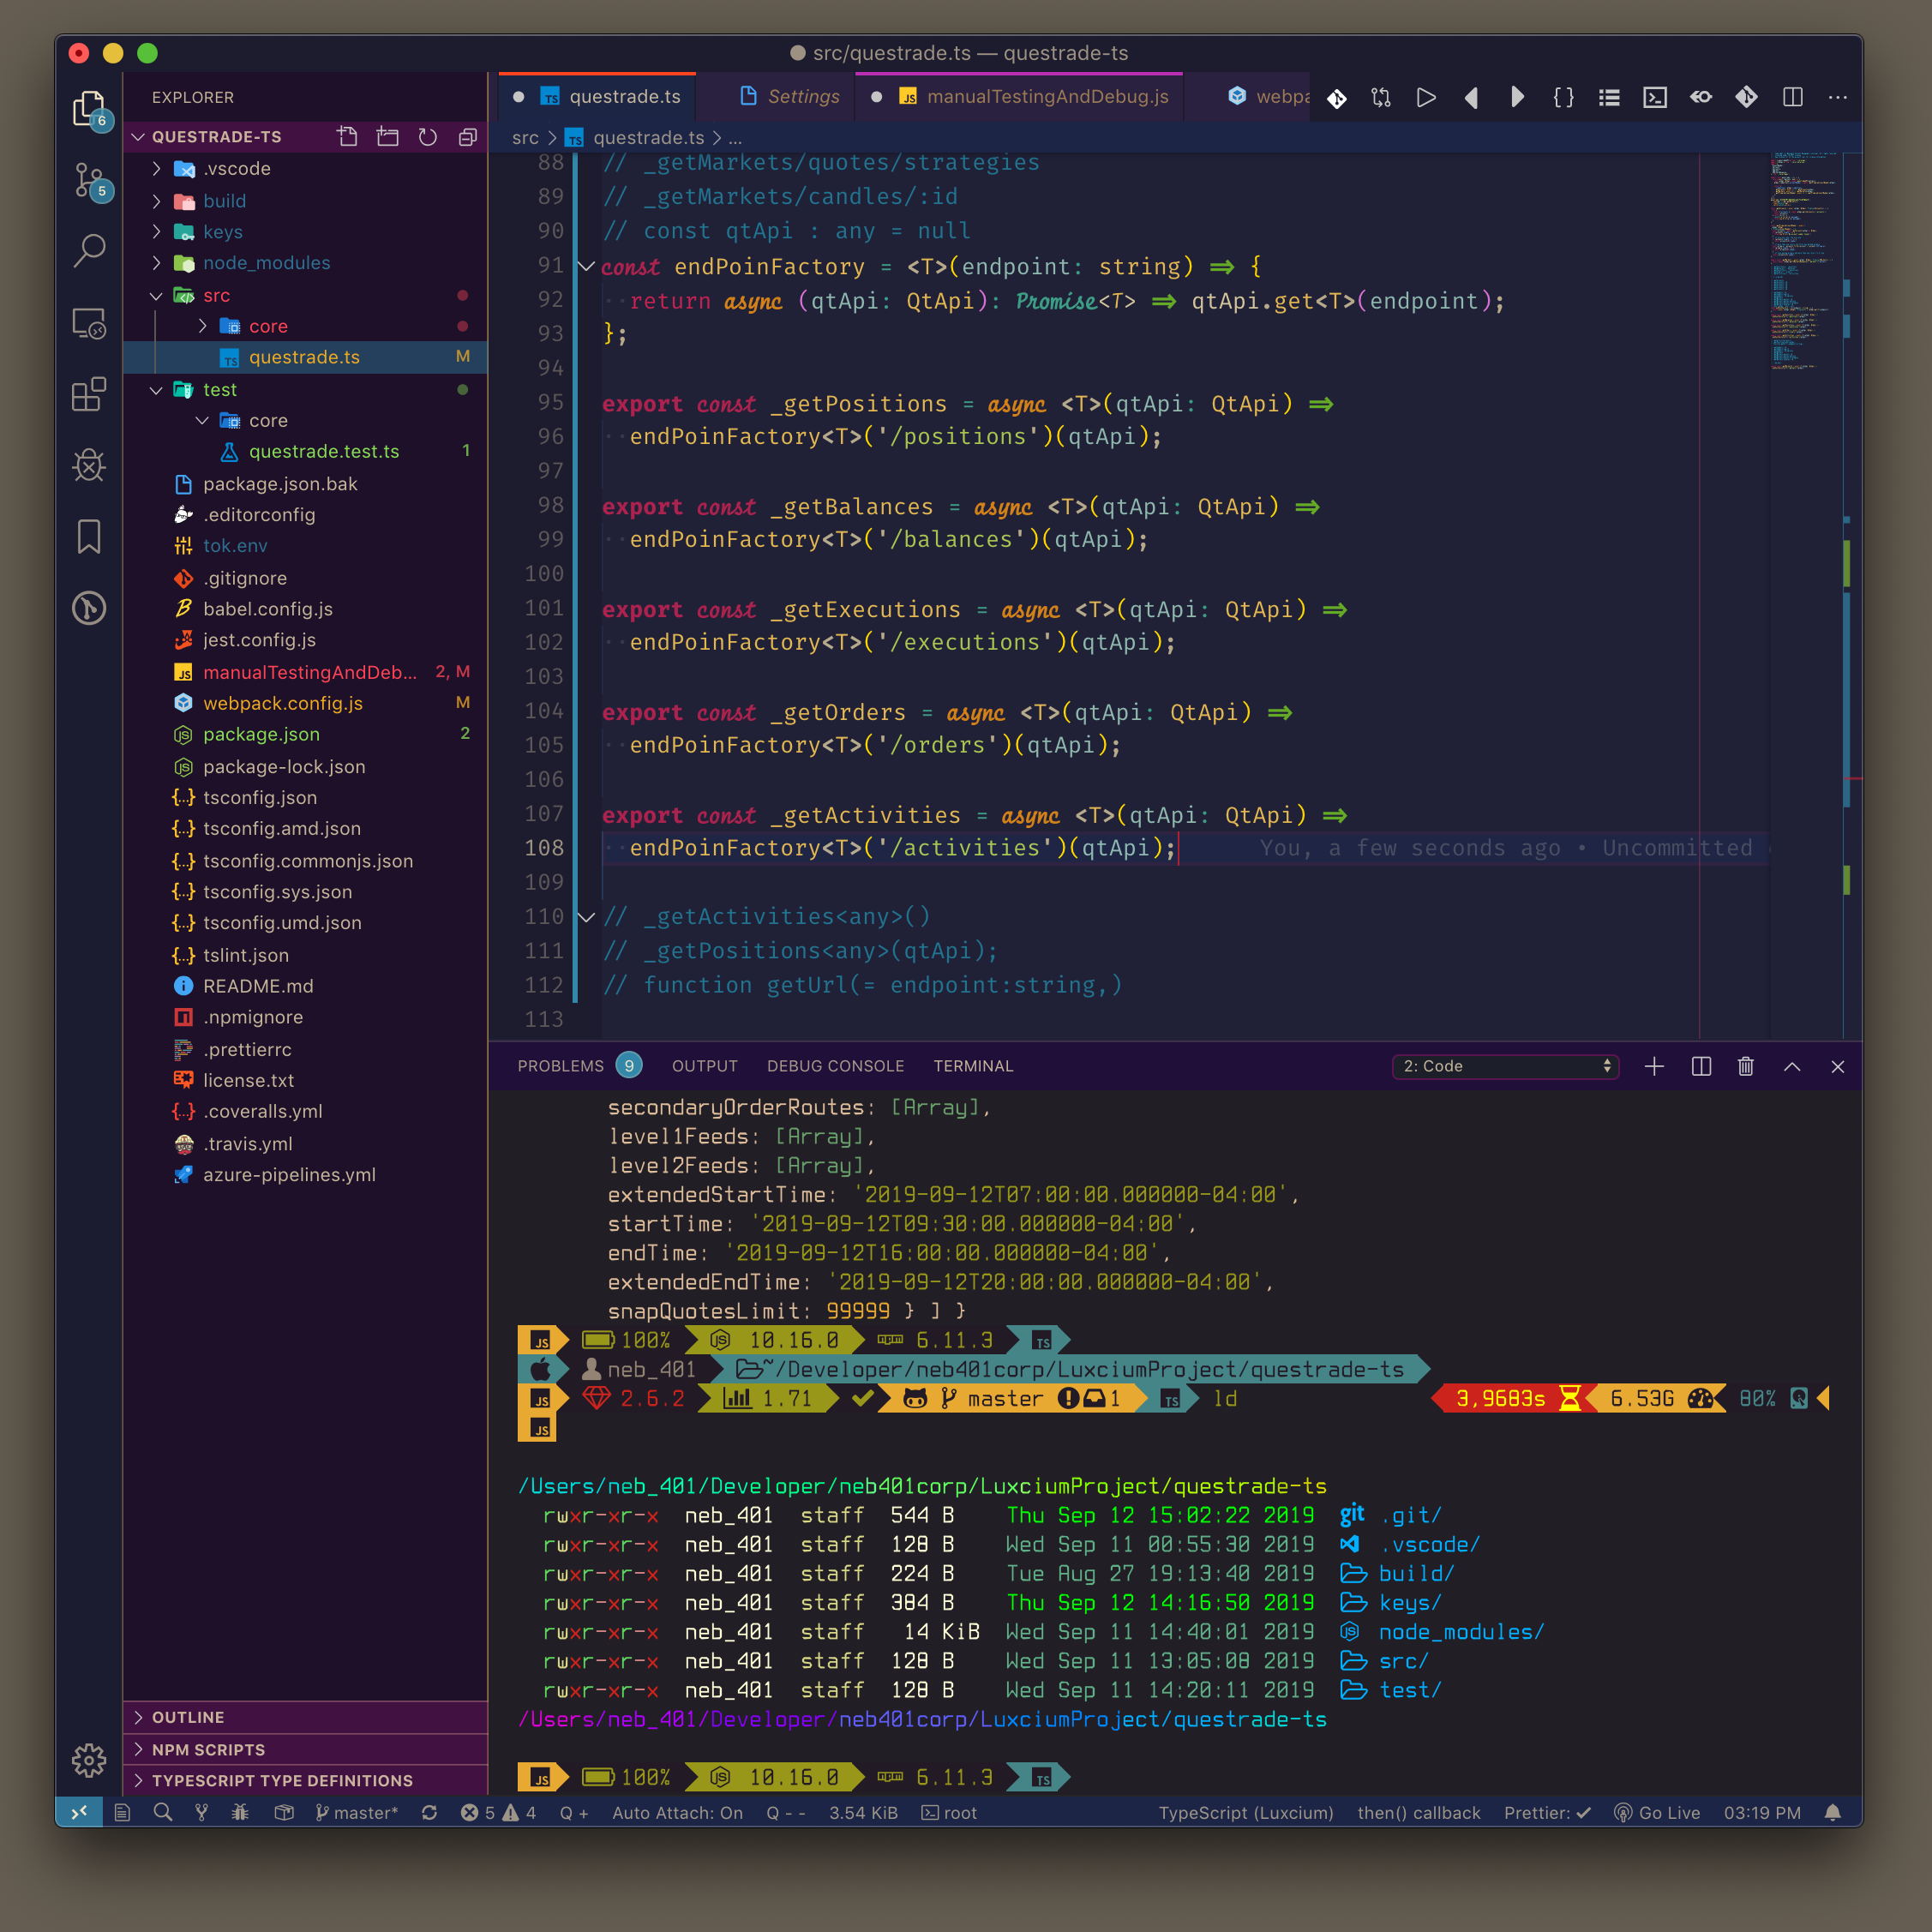 src/questrade.ts — questrade-ts
6
5
EXPLORER
QUESTRADE-TS
.vscode
build
keys
node_modules
src
core
questrade.ts M
test
core
questrade.test.ts 1
package.json.bak
.editorconfig
tok.env
.gitignore
babel.config.js
jest.config.js
manualTestingAndDeb... 2, M
webpack.config.js M
package.json 2
package-lock.json
tsconfig.json
tsconfig.amd.json
tsconfig.commonjs.json
tsconfig.sys.json
tsconfig.umd.json
tslint.json
README.md
.npmignore
.prettierrc
license.txt
.coveralls.yml
.travis.yml
azure-pipelines.yml
OUTLINE
NPM SCRIPTS
TYPESCRIPT TYPE DEFINITIONS
TS questrade.ts Settings JS manualTestingAndDebug.js webpa
src > TS questrade.ts > ...
88 // _getMarkets/quotes/strategies
89 // _getMarkets/candles/:id
90 // const qtApi : any = null
91 const endPoinFactory = <T>(endpoint: string) => {
92 return async (qtApi: QtApi): Promise<T> => qtApi.get<T>(endpoint);
93 };
94
95 export const _getPositions = async <T>(qtApi: QtApi) =>
96 endPoinFactory<T>('/positions')(qtApi);
97
98 export const _getBalances = async <T>(qtApi: QtApi) =>
99 endPoinFactory<T>('/balances')(qtApi);
100
101 export const _getExecutions = async <T>(qtApi: QtApi) =>
102 endPoinFactory<T>('/executions')(qtApi);
103
104 export const _getOrders = async <T>(qtApi: QtApi) =>
105 endPoinFactory<T>('/orders')(qtApi);
106
107 export const _getActivities = async <T>(qtApi: QtApi) =>
108 endPoinFactory<T>('/activities')(qtApi); You, a few seconds ago • Uncommitted
109
110 // _getActivities<any>()
111 // _getPositions<any>(qtApi);
112 // function getUrl(= endpoint:string,)
113
PROBLEMS 9 OUTPUT DEBUG CONSOLE TERMINAL 2: Code
secondaryOrderRoutes: [Array],
level1Feeds: [Array],
level2Feeds: [Array],
extendedStartTime: '2019-09-12T07:00:00.000000-04:00',
startTime: '2019-09-12T09:30:00.000000-04:00',
endTime: '2019-09-12T16:00:00.000000-04:00',
extendedEndTime: '2019-09-12T20:00:00.000000-04:00',
snapQuotesLimit: 99999 } ] }
JS 100% JS 10.16.0 npm 6.11.3 TS
neb_401 ~/Developer/neb401corp/LuxciumProject/questrade-ts
JS 2.6.2 1.71 master 1 TS ld 3,9683s 6.53G 80%
JS
/Users/neb_401/Developer/neb401corp/LuxciumProject/questrade-ts
rwxr-xr-x neb_401 staff 544 B Thu Sep 12 15:02:22 2019 git .git/
rwxr-xr-x neb_401 staff 128 B Wed Sep 11 00:55:30 2019 .vscode/
rwxr-xr-x neb_401 staff 224 B Tue Aug 27 19:13:40 2019 build/
rwxr-xr-x neb_401 staff 384 B Thu Sep 12 14:16:50 2019 keys/
rwxr-xr-x neb_401 staff 14 KiB Wed Sep 11 14:40:01 2019 node_modules/
rwxr-xr-x neb_401 staff 128 B Wed Sep 11 13:05:08 2019 src/
rwxr-xr-x neb_401 staff 128 B Wed Sep 11 14:20:11 2019 test/
/Users/neb_401/Developer/neb401corp/LuxciumProject/questrade-ts
JS 100% JS 10.16.0 npm 6.11.3 TS
master* 5 4 Q + Auto Attach: On Q - - 3.54 KiB root TypeScript (Luxcium) then() callback Prettier: ✓ Go Live 03:19 PM